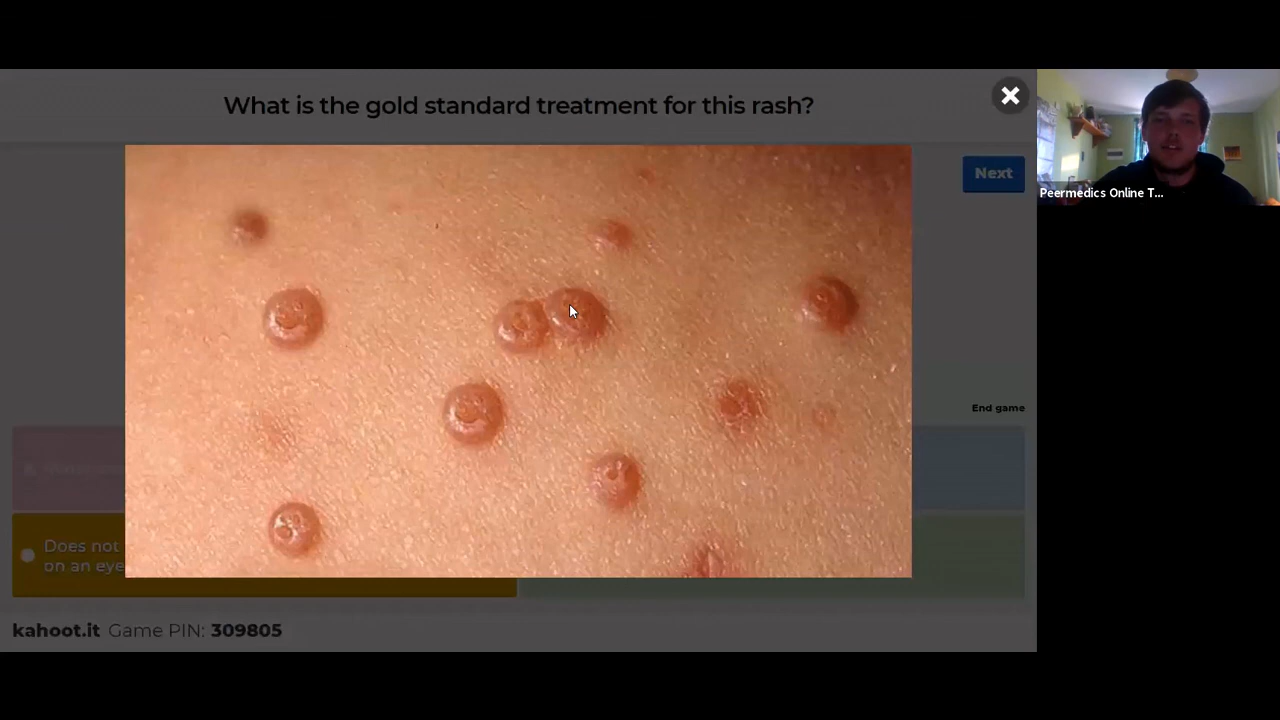 What is the gold standard treatment for this rash?
Next
Peermedics Online T...
End game
Does not
on an eye
kahoot.it Game PIN: 309805